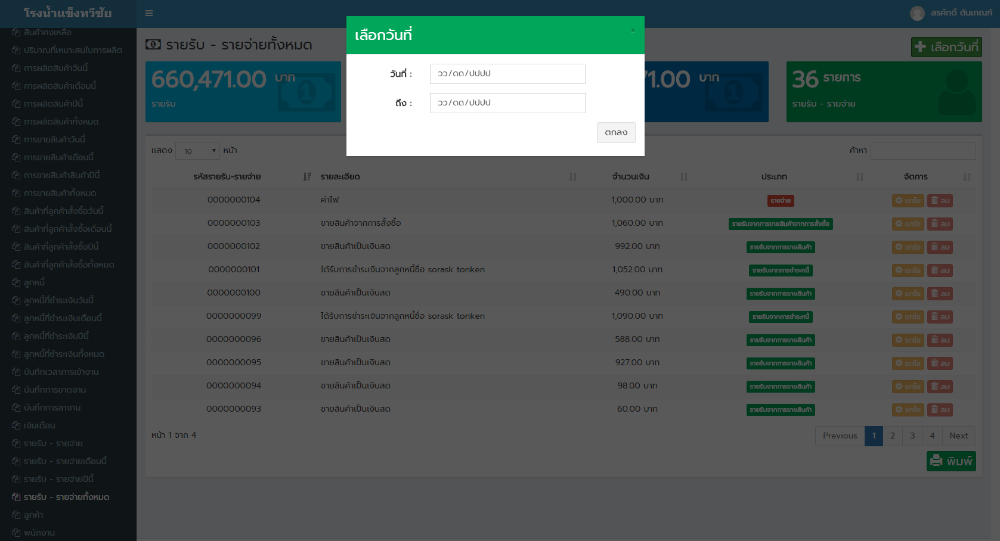 โรงน้ำแข็งทวีชัย
สรศักดิ์ ต้นเกณฑ์
สินค้าคงเหลือ
ปริมาณที่เหมาะสมในการผลิต
การผลิตสินค้าวันนี้
การผลิตสินค้าเดือนนี้
การผลิตสินค้าปีนี้
การผลิตสินค้าทั้งหมด
การขายสินค้าวันนี้
การขายสินค้าเดือนนี้
การขายสินค้าสินค้าปีนี้
การขายสินค้าทั้งหมด
สินค้าที่ลูกค้าสั้งซื้อวันนี้
สินค้าที่ลูกค้าสั้งซื้อเดือนนี้
สินค้าที่ลูกค้าสั้งซื้อปีนี้
สินค้าที่ลูกค้าสั้งซื้อทั้งหมด
ลูกหนี้
ลูกหนี้ที่ชำระเงินวันนี้
ลูกหนี้ที่ชำระเงินเดือนนี้
ลูกหนี้ที่ชำระเงินปีนี้
ลูกหนี้ที่ชำระเงินทั้งหมด
บันทึกเวลาการเข้างาน
บันทึกการขาดงาน
บันทึกการลางาน
เงินเดือน
รายรับ - รายจ่าย
รายรับ - รายจ่ายเดือนนี้
รายรับ - รายจ่ายปีนี้
รายรับ - รายจ่ายทั้งหมด
ลูกค้า
พนักงาน
รายรับ - รายจ่ายทั้งหมด
เลือกวันที่
660,471.00 บาท
รายรับ
71.00 บาท
36 รายการ
รายรับ - รายจ่าย
เลือกวันที่
×
วันที่ : วว/ดด/ปปปป
ถึง : วว/ดด/ปปปป
ตกลง
แสดง 10 หน้า
ค้าหา
รหัสรายรับ-รายจ่าย รายละเอียด จำนวนเงิน ประเภท จัดการ
0000000104 ค่าไฟ 1,000.00 บาท รายจ่าย แก้ไข ลบ
0000000103 ขายสินค้าจากการสั้งซื้อ 1,060.00 บาท รายรับจากการขายสินค้าจากการสั้งซื้อ แก้ไข ลบ
0000000102 ขายสินค้าเป็นเงินสด 992.00 บาท รายรับจากการขายสินค้า แก้ไข ลบ
0000000101 ได้รับการชำระเงินจากลูกหนี้ชื่อ sorask tonken 1,052.00 บาท รายรับจากการชำระหนี้ แก้ไข ลบ
0000000100 ขายสินค้าเป็นเงินสด 490.00 บาท รายรับจากการขายสินค้า แก้ไข ลบ
0000000099 ได้รับการชำระเงินจากลูกหนี้ชื่อ sorask tonken 1,090.00 บาท รายรับจากการชำระหนี้ แก้ไข ลบ
0000000096 ขายสินค้าเป็นเงินสด 588.00 บาท รายรับจากการขายสินค้า แก้ไข ลบ
0000000095 ขายสินค้าเป็นเงินสด 927.00 บาท รายรับจากการขายสินค้า แก้ไข ลบ
0000000094 ขายสินค้าเป็นเงินสด 98.00 บาท รายรับจากการขายสินค้า แก้ไข ลบ
0000000093 ขายสินค้าเป็นเงินสด 60.00 บาท รายรับจากการขายสินค้า แก้ไข ลบ
หน้า 1 จาก 4
Previous 1 2 3 4 Next
พิมพ์